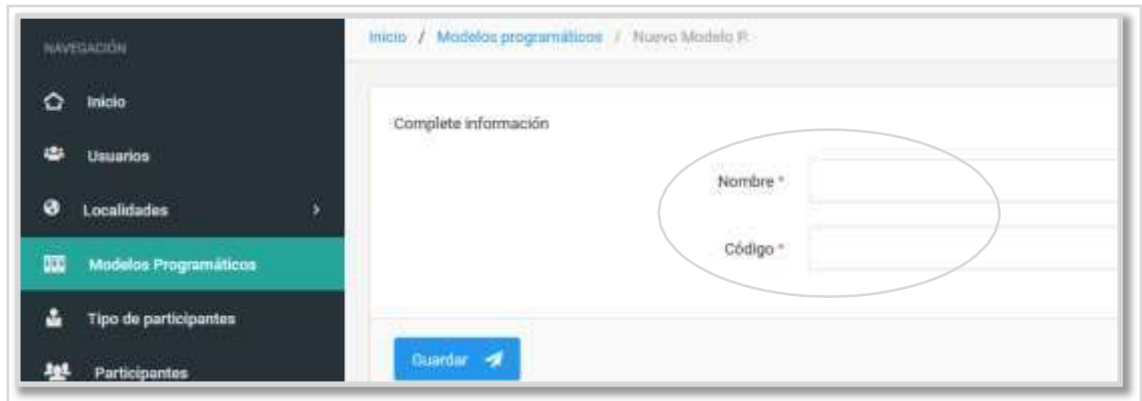 NAVEGACIÓN
Inicio
Usuarios
Localidades
Modelos Programáticos
Tipo de participantes
Participantes
Inicio / Modelos programáticos / Nuevo Modelo P.
Complete información
Nombre *
Código *
Guardar